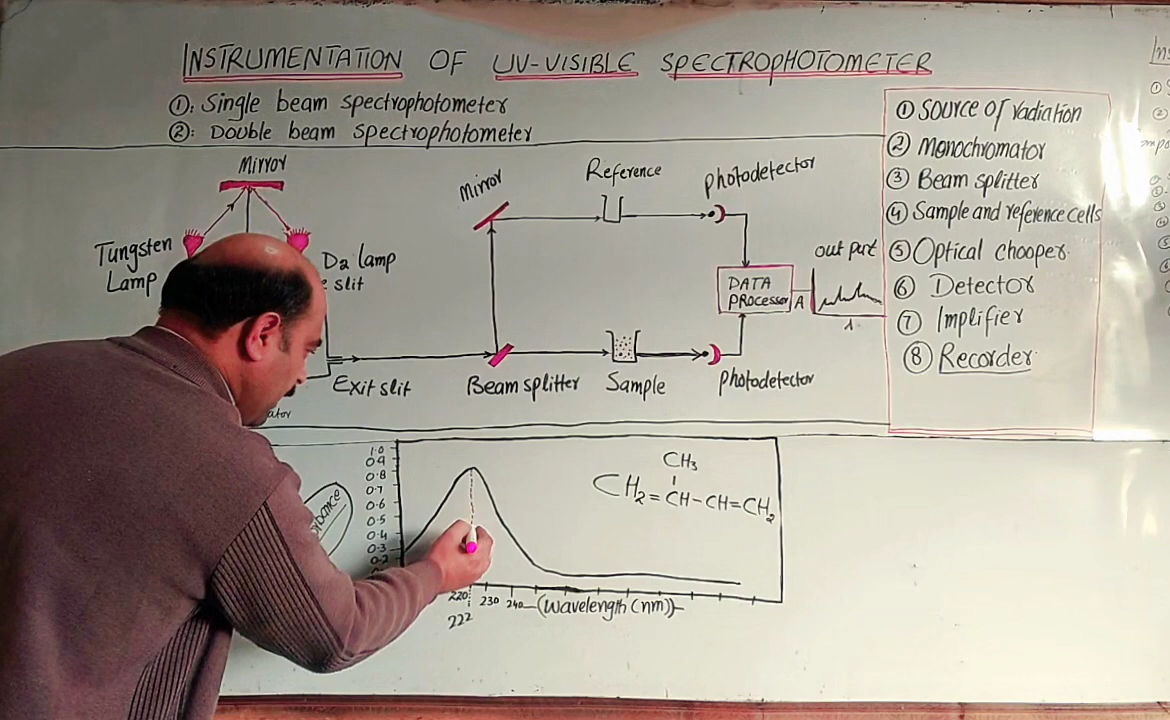 INSTRUMENTATION OF UV-VISIBLE SPECTROPHOTOMETER
①: Single beam spectrophotometer
②: Double beam spectrophotometer
Mirror
Tungsten
Lamp
D2 lamp
slit
Exit slit
Mirror
Reference
photodetector
Beam splitter
Sample
photodetector
DATA
PROCESSOR
out put
A
λ
① Source of radiation
② Monochromator
③ Beam splitter
④ Sample and reference cells
⑤ Optical chooper
⑥ Detector
⑦ Implifier
⑧ Recorder
1.0
0.9
0.8
0.7
0.6
0.5
0.4
0.3
0.2
CH3
CH2=CH-CH=CH2
220 230 240 (Wavelength (nm))
222